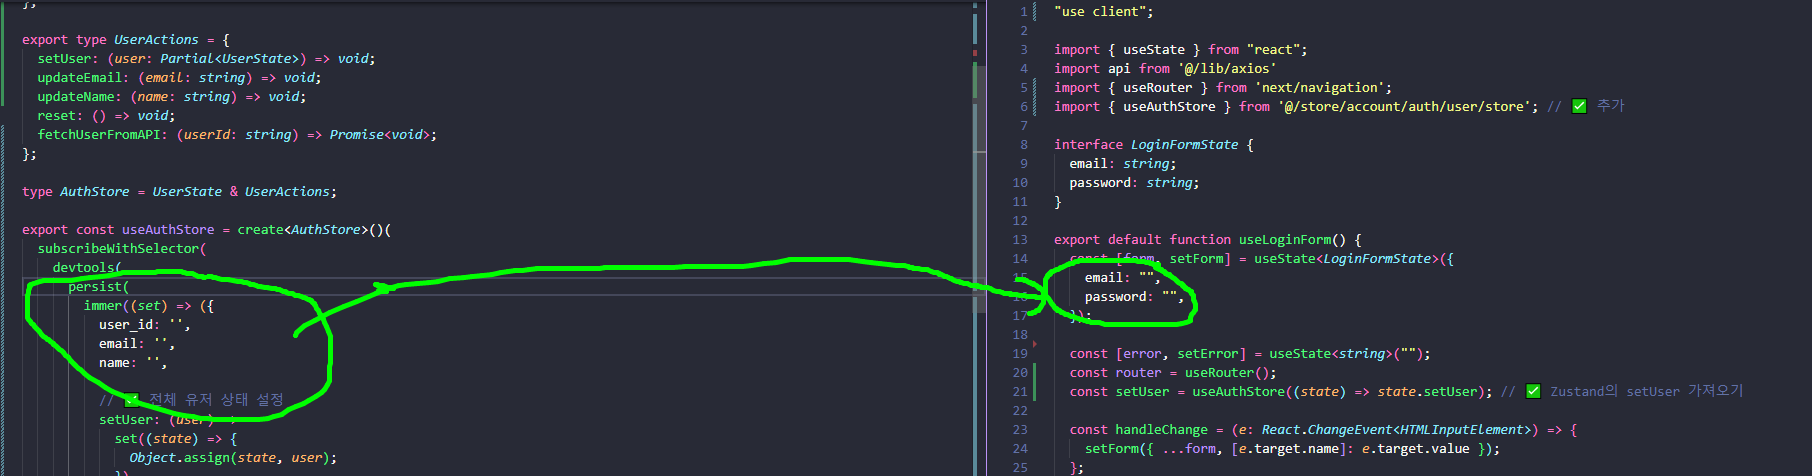 };
export type UserActions = {
setUser: (user: Partial<UserState>) => void;
updateEmail: (email: string) => void;
updateName: (name: string) => void;
reset: () => void;
fetchUserFromAPI: (userId: string) => Promise<void>;
};
type AuthStore = UserState & UserActions;
export const useAuthStore = create<AuthStore>()(
subscribeWithSelector(
devtools(
persist(
immer((set) => ({
user_id: '',
email: '',
name: '',
// ✅ 전체 유저 상태 설정
setUser: (user) =>
set((state) => {
Object.assign(state, user);
})
1 "use client";
2
3 import { useState } from "react";
4 import api from '@/lib/axios'
5 import { useRouter } from 'next/navigation';
6 import { useAuthStore } from '@/store/account/auth/user/store'; // ✅ 추가
7
8 interface LoginFormState {
9 email: string;
10 password: string;
11 }
12
13 export default function useLoginForm() {
14 const [form, setForm] = useState<LoginFormState>({
15 email: "",
16 password: "",
17 });
18
19 const [error, setError] = useState<string>("");
20 const router = useRouter();
21 const setUser = useAuthStore((state) => state.setUser); // ✅ Zustand의 setUser 가져오기
22
23 const handleChange = (e: React.ChangeEvent<HTMLInputElement>) => {
24 setForm({ ...form, [e.target.name]: e.target.value });
25 };